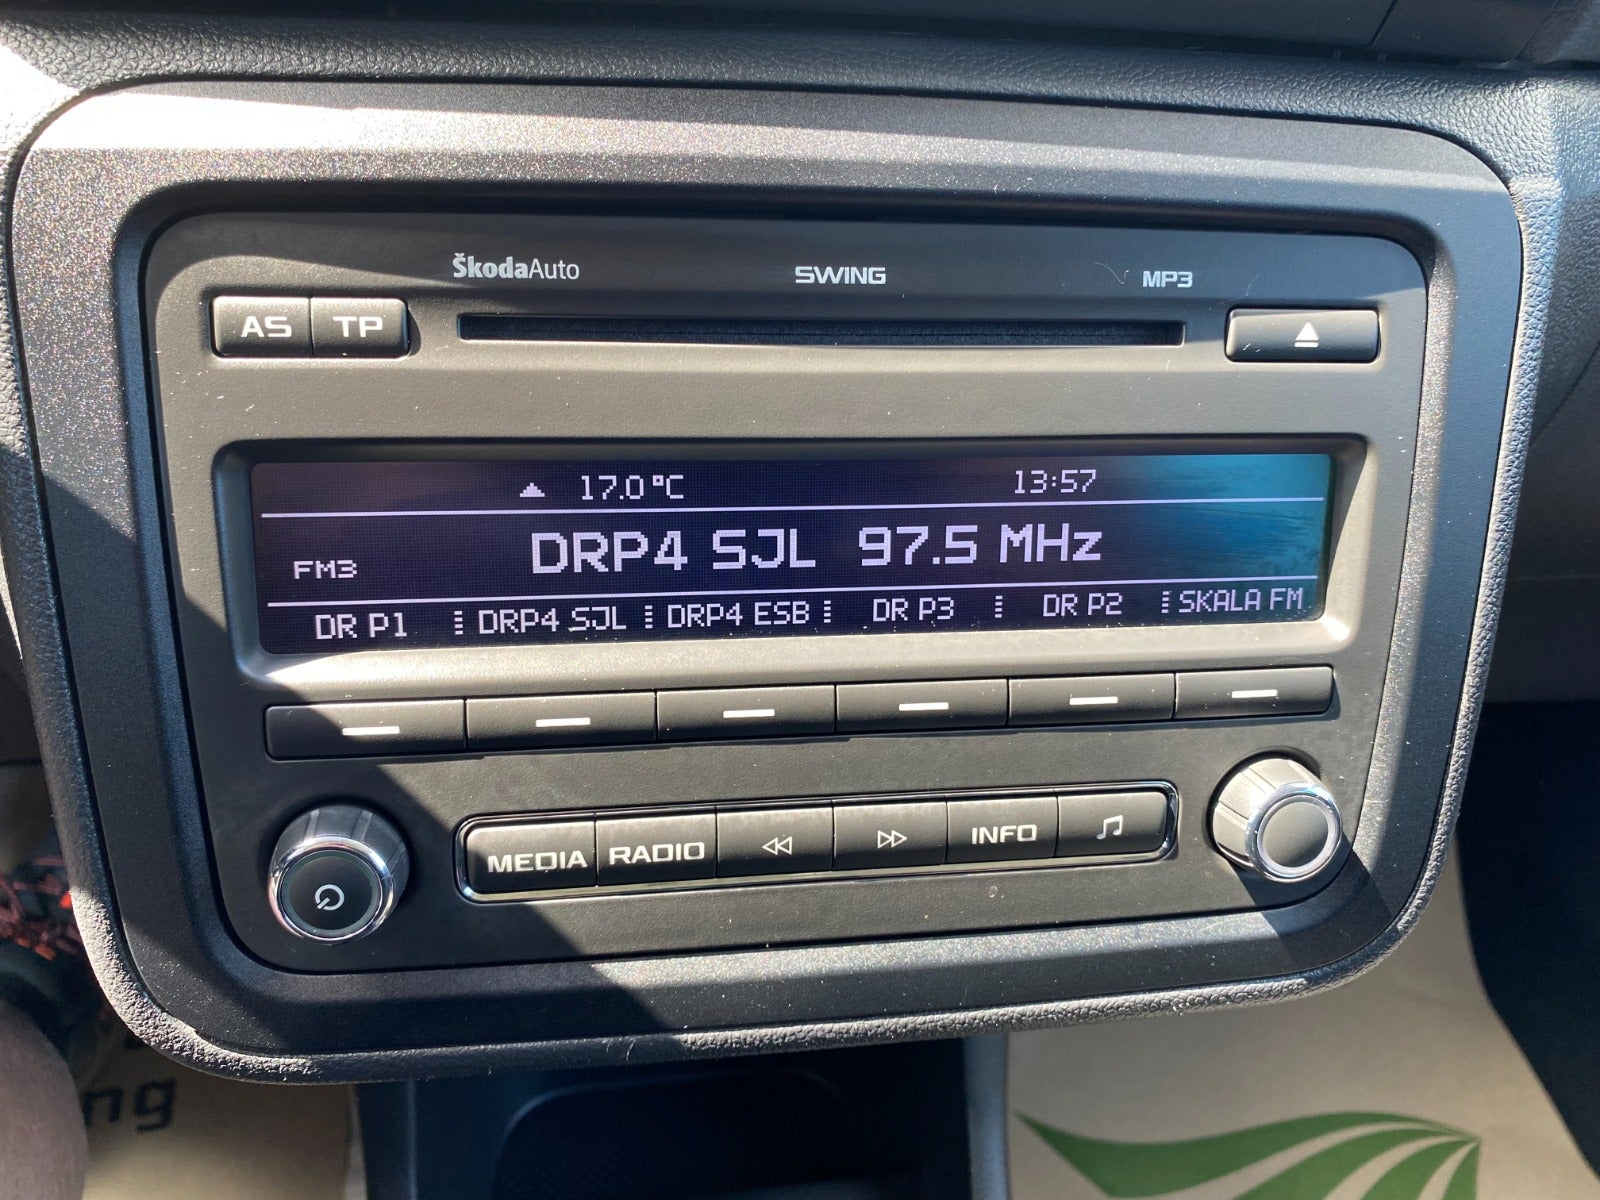 ŠkodaAuto SWING MP3
AS TP
17.0°C 13:57
FM3 DRP4 SJL 97.5 MHz
DR P1 DRP4 SJL DRP4 ESB DR P3 DR P2 SKALA FM
MEDIA RADIO INFO
ng